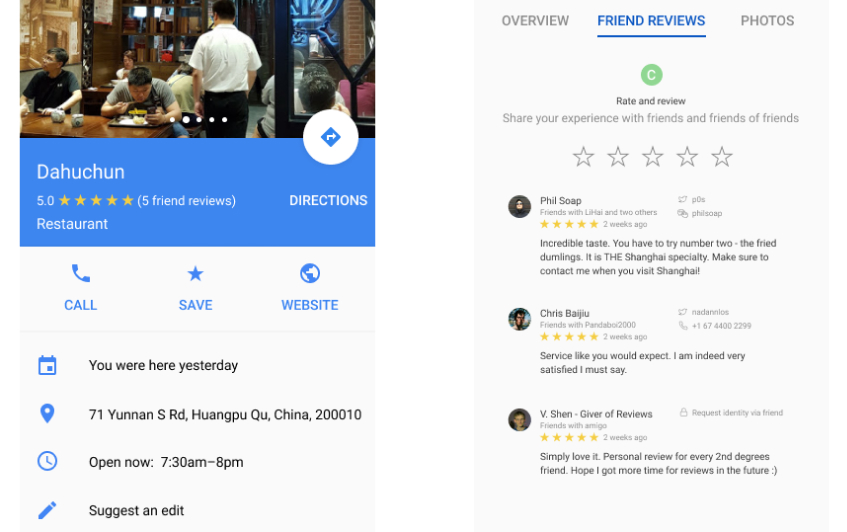 Dahuchun
5.0 ★★★★★ (5 friend reviews)
DIRECTIONS
Restaurant
CALL
SAVE
WEBSITE
You were here yesterday
71 Yunnan S Rd, Huangpu Qu, China, 200010
Open now: 7:30am–8pm
Suggest an edit
OVERVIEW
FRIEND REVIEWS
PHOTOS
C
Rate and review
Share your experience with friends and friends of friends
Phil Soap
Friends with LiHai and two others
2 weeks ago
p0s
philsoap
Incredible taste. You have to try number two - the fried
dumlings. It is THE Shanghai specialty. Make sure to
contact me when you visit Shanghai!
Chris Baijiu
Friends with Pandaboi2000
2 weeks ago
nadannlos
+1 67 4400 2299
Service like you would expect. I am indeed very
satisfied I must say.
V. Shen - Giver of Reviews
Friends with amigo
2 weeks ago
Request identity via friend
Simply love it. Personal review for every 2nd degrees
friend. Hope I got more time for reviews in the future :)